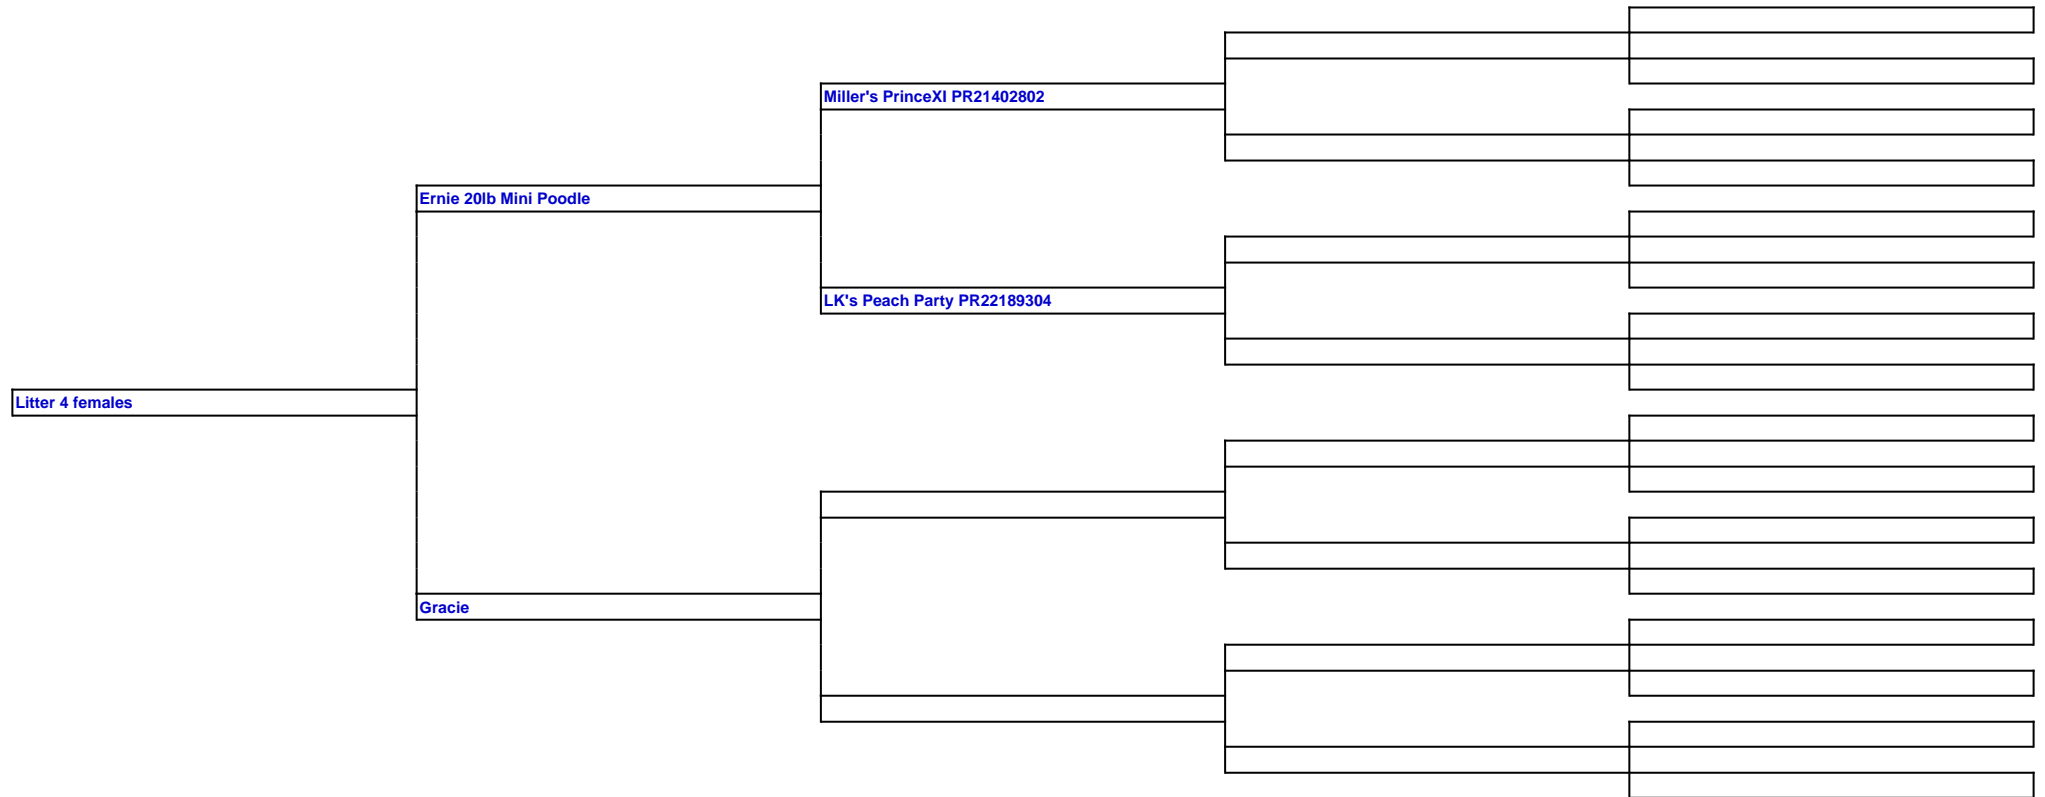 Miller's PrinceXI PR21402802
Ernie 20lb Mini Poodle
LK's Peach Party PR22189304
Litter 4 females
Gracie